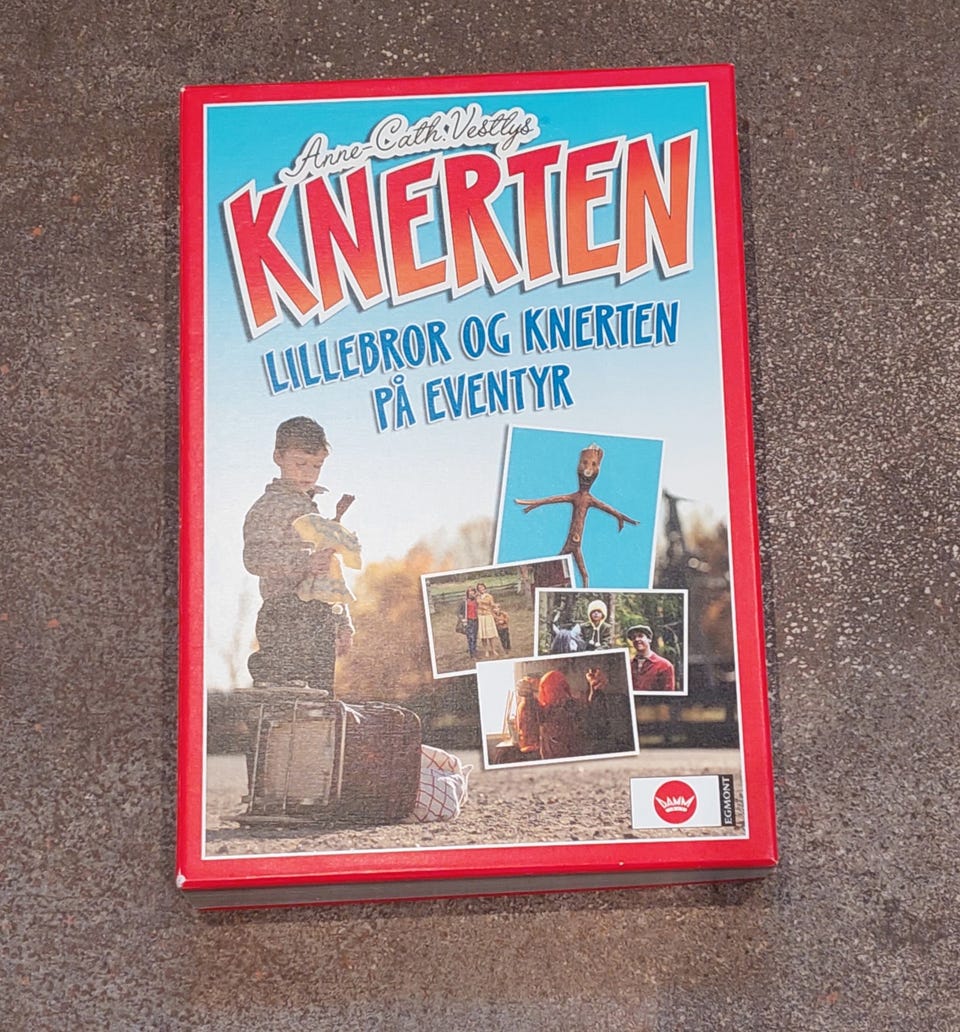 Anne-Cath. Vestlys
KNERTEN
LILLEBROR OG KNERTEN
PÅ EVENTYR
DAMM
EGMONT